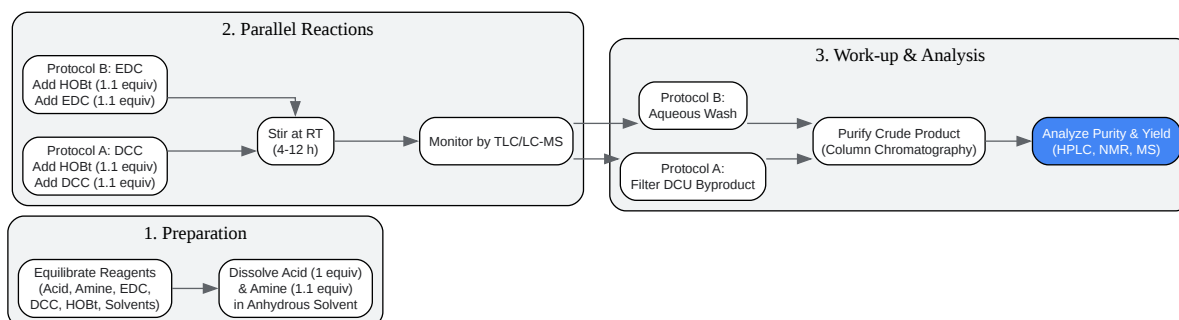 2. Parallel Reactions
Protocol B: EDC
Add HOBt (1.1 equiv)
Add EDC (1.1 equiv)
Protocol A: DCC
Add HOBt (1.1 equiv)
Add DCC (1.1 equiv)
Stir at RT
(4-12 h)
Monitor by TLC/LC-MS
3. Work-up & Analysis
Protocol B:
Aqueous Wash
Protocol A:
Filter DCU Byproduct
Purify Crude Product
(Column Chromatography)
Analyze Purity & Yield
(HPLC, NMR, MS)
1. Preparation
Equilibrate Reagents
(Acid, Amine, EDC,
DCC, HOBt, Solvents)
Dissolve Acid (1 equiv)
& Amine (1.1 equiv)
in Anhydrous Solvent